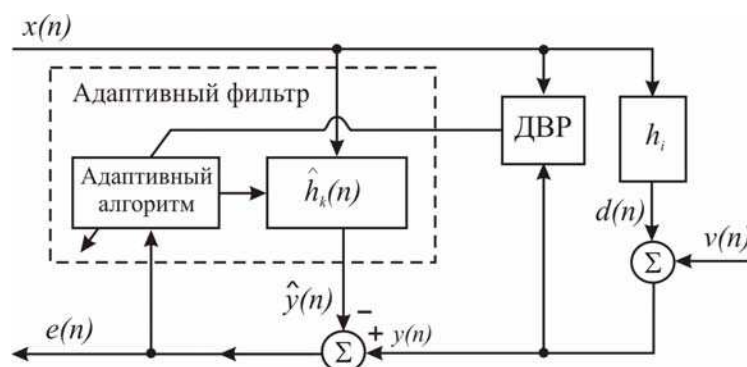 x(n)
Адаптивный фильтр
ДВР
h_i
Адаптивный
алгоритм
ĥ_k(n)
d(n)
v(n)
Σ
ŷ(n)
−
e(n)
+
y(n)
Σ